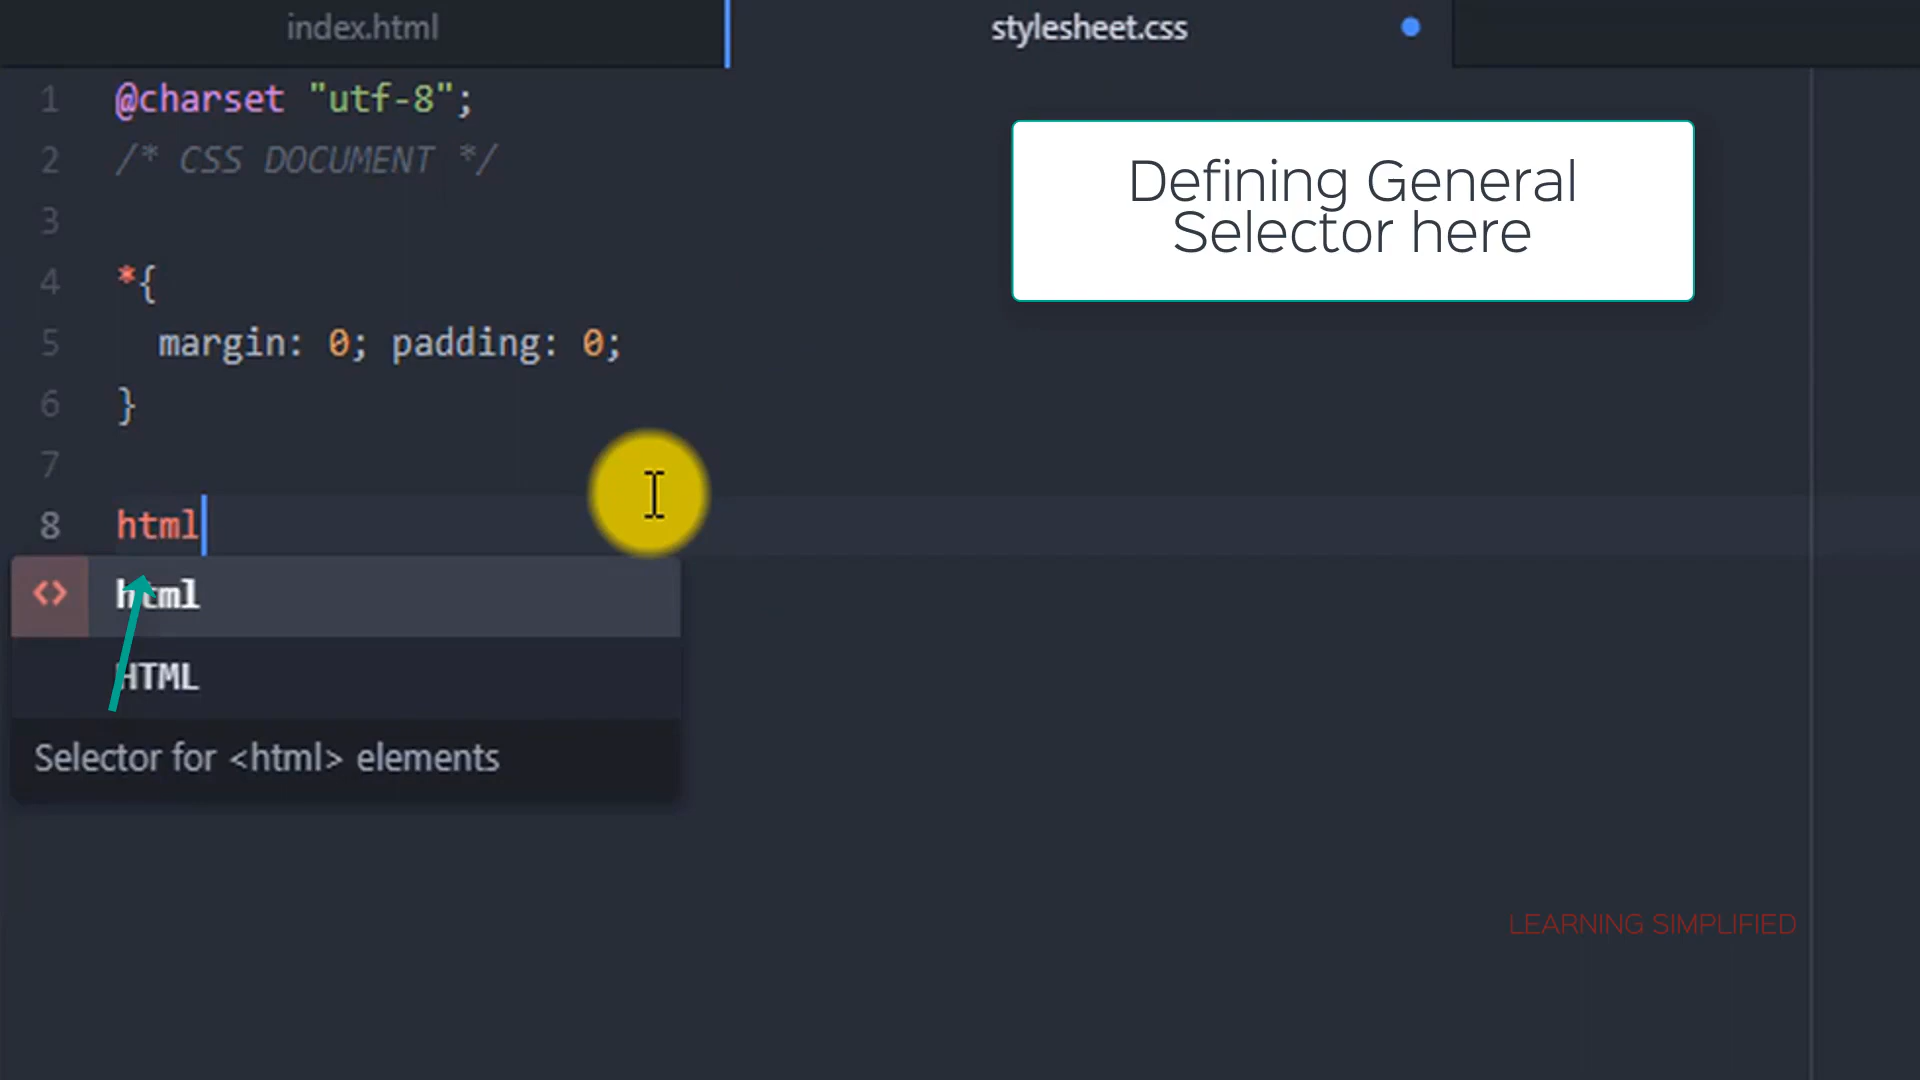 index.html
stylesheet.css
1 @charset "utf-8";
2 /* CSS DOCUMENT */
3
4 *{
5 margin: 0; padding: 0;
6 }
7
8 html
html
HTML
Selector for <html> elements
Defining General
Selector here
LEARNING SIMPLIFIED